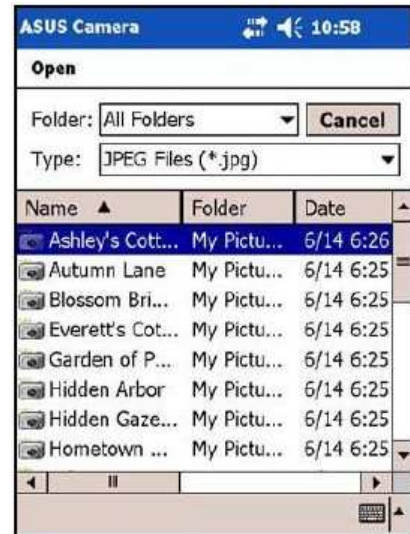 ASUS Camera 10:58
Open
Folder: All Folders Cancel
Type: JPEG Files (*.jpg)
Name Folder Date
Ashley's Cott... My Pictu... 6/14 6:26
Autumn Lane My Pictu... 6/14 6:25
Blossom Bri... My Pictu... 6/14 6:25
Everett's Cot... My Pictu... 6/14 6:25
Garden of P... My Pictu... 6/14 6:25
Hidden Arbor My Pictu... 6/14 6:25
Hidden Gaze... My Pictu... 6/14 6:25
Hometown ... My Pictu... 6/14 6:25